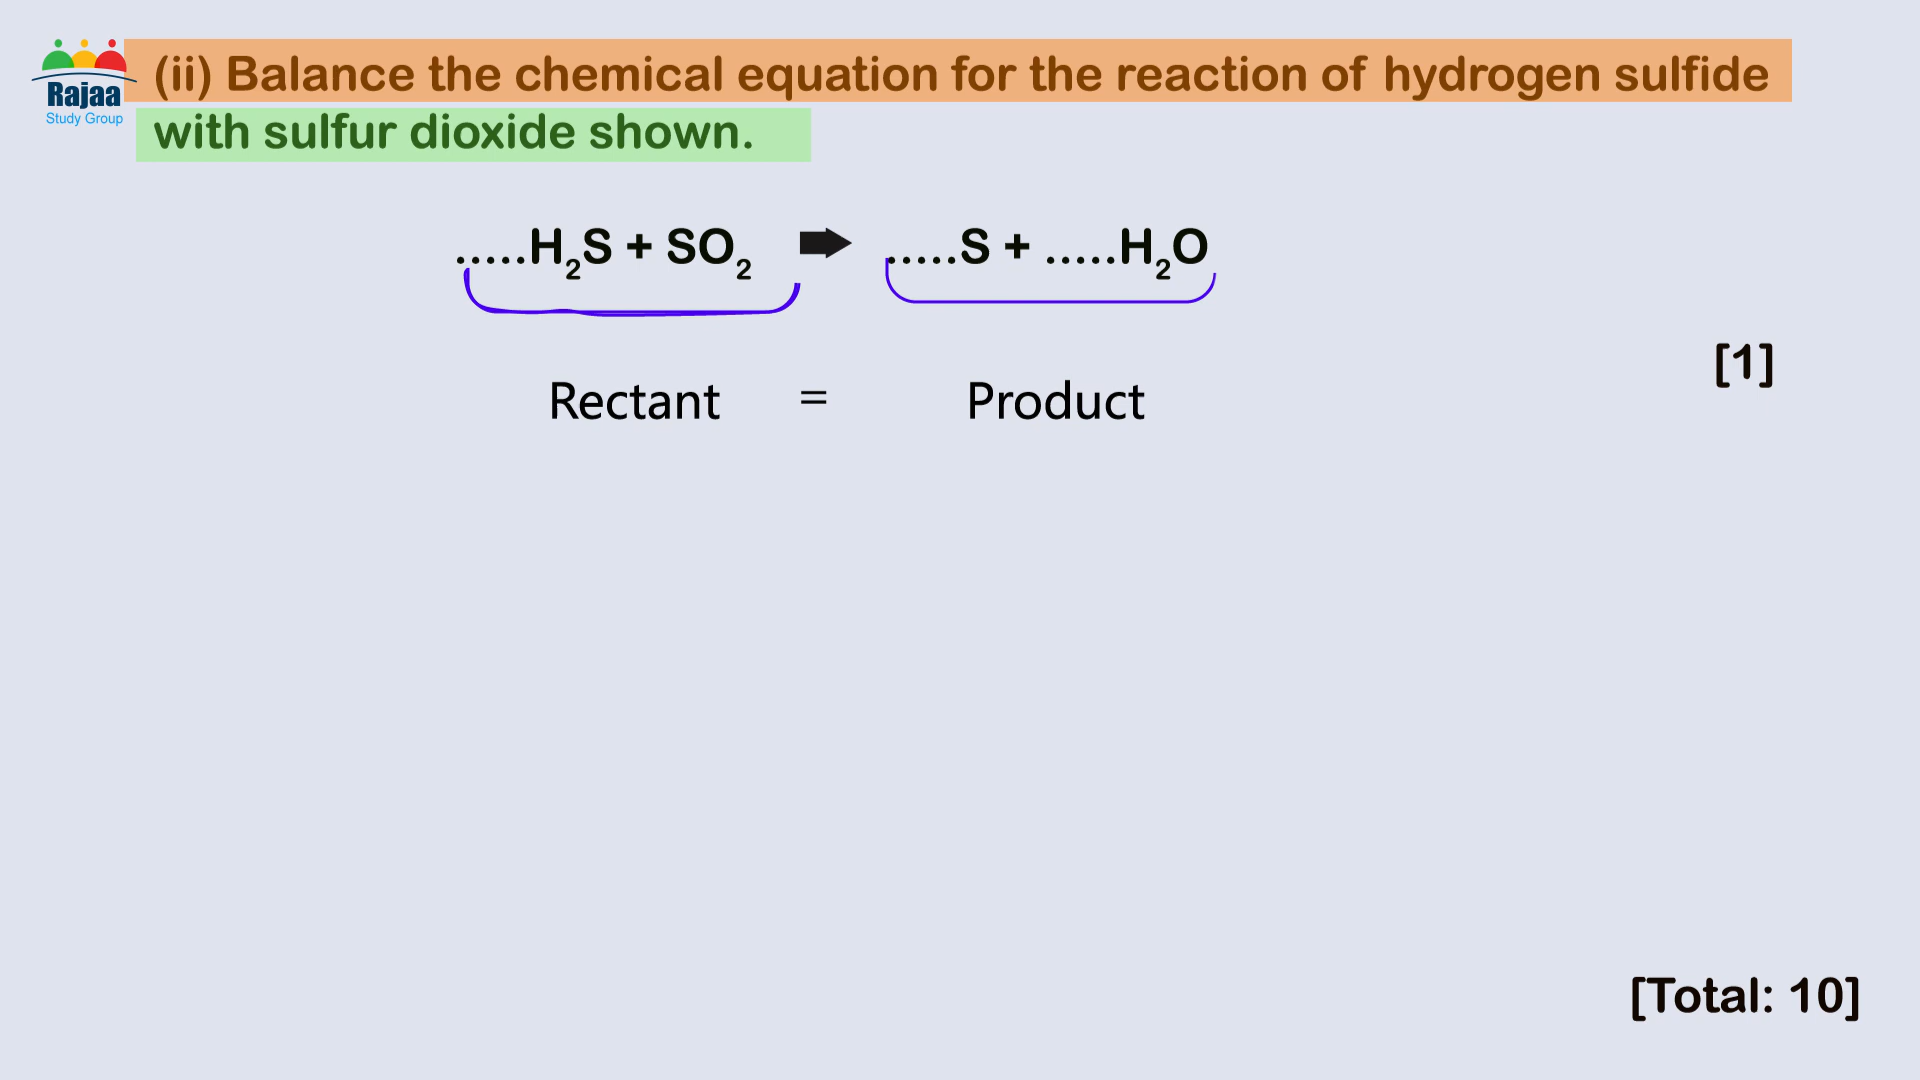 Rajaa
Study Group
(ii) Balance the chemical equation for the reaction of hydrogen sulfide
with sulfur dioxide shown.
.....H₂S + SO₂ ➡ .....S + .....H₂O
[1]
Rectant = Product
[Total: 10]